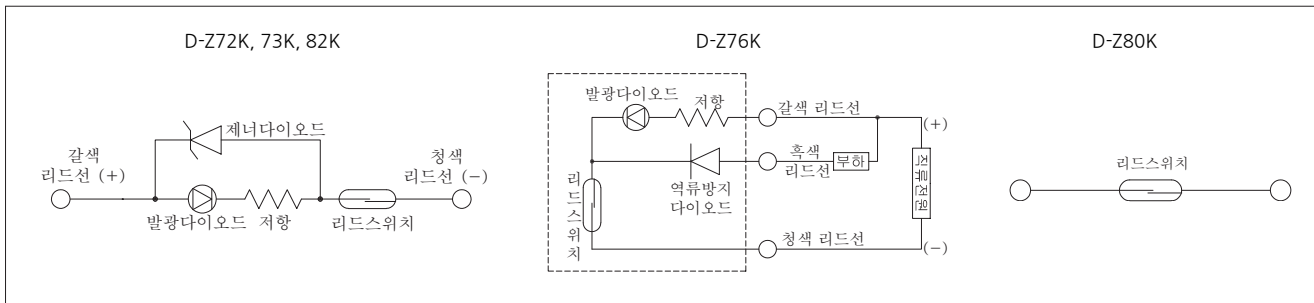 D-Z72K, 73K, 82K
제너다이오드
갈색
리드선 (+)
청색
리드선 (−)
발광다이오드
저항
리드스위치
D-Z76K
발광다이오드
저항
갈색 리드선
(+)
흑색
리드선
부하
역류방지
다이오드
리드스위치
직류전원
청색 리드선
(−)
D-Z80K
리드스위치